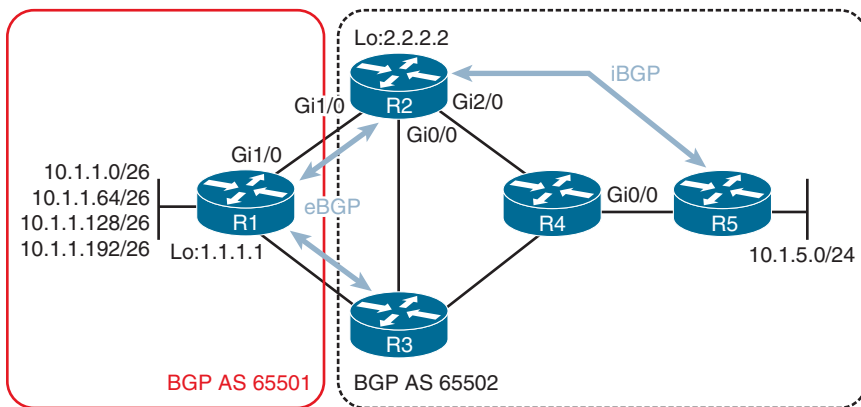 Lo:2.2.2.2
iBGP
R2
Gi1/0
Gi2/0
Gi0/0
Gi1/0
10.1.1.0/26
10.1.1.64/26
10.1.1.128/26
10.1.1.192/26
R1
eBGP
Lo:1.1.1.1
R4
Gi0/0
R5
10.1.5.0/24
R3
BGP AS 65501
BGP AS 65502